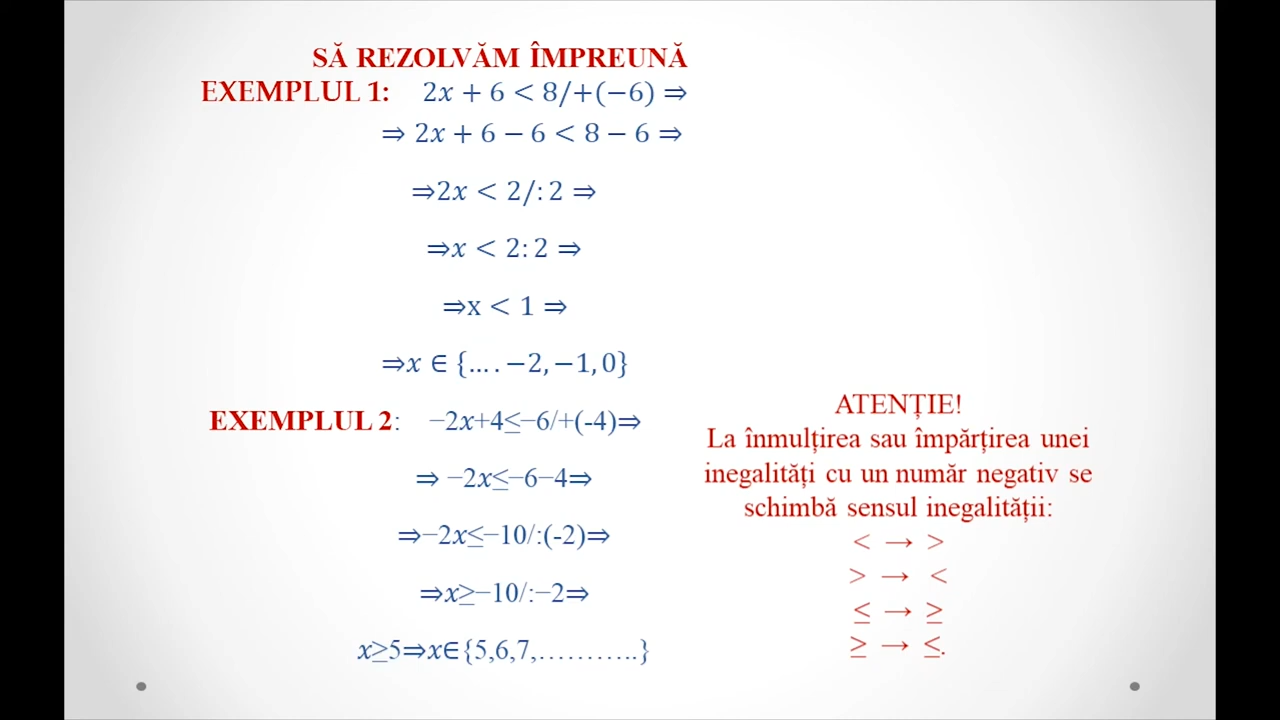 SĂ REZOLVĂM ÎMPREUNĂ
EXEMPLUL 1: 2x + 6 < 8/+(−6) ⇒
⇒ 2x + 6 − 6 < 8 − 6 ⇒
⇒2x < 2/: 2 ⇒
⇒x < 2: 2 ⇒
⇒x < 1 ⇒
⇒x ∈ {… . −2, −1, 0}
EXEMPLUL 2: −2x+4≤−6/+(-4)⇒
⇒ −2x≤−6−4⇒
⇒−2x≤−10/:(-2)⇒
⇒x≥−10/:−2⇒
x≥5⇒x∈{5,6,7,………..}
ATENȚIE!
La înmulțirea sau împărțirea unei
inegalități cu un număr negativ se
schimbă sensul inegalității:
< → >
> → <
≤ → ≥
≥ → ≤.